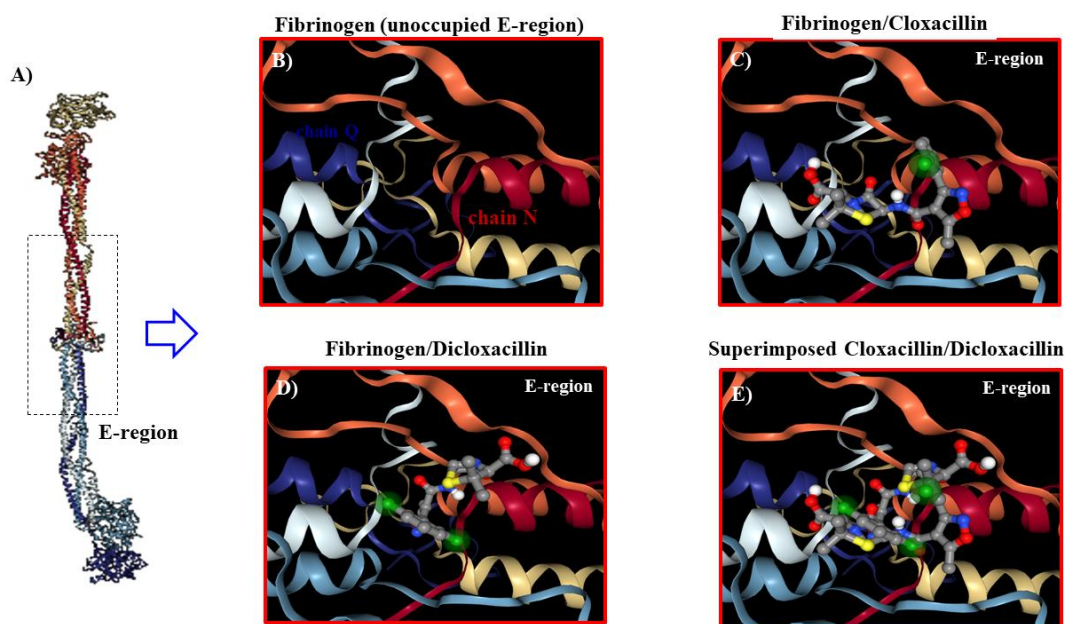 A)
E-region
Fibrinogen (unoccupied E-region)
B)
chain Q
chain N
Fibrinogen/Cloxacillin
C)
E-region
Fibrinogen/Dicloxacillin
D)
E-region
Superimposed Cloxacillin/Dicloxacillin
E)
E-region